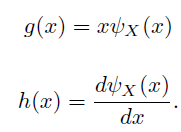 g(x) = xψ_X(x)
h(x) = dψ_X(x)/dx.